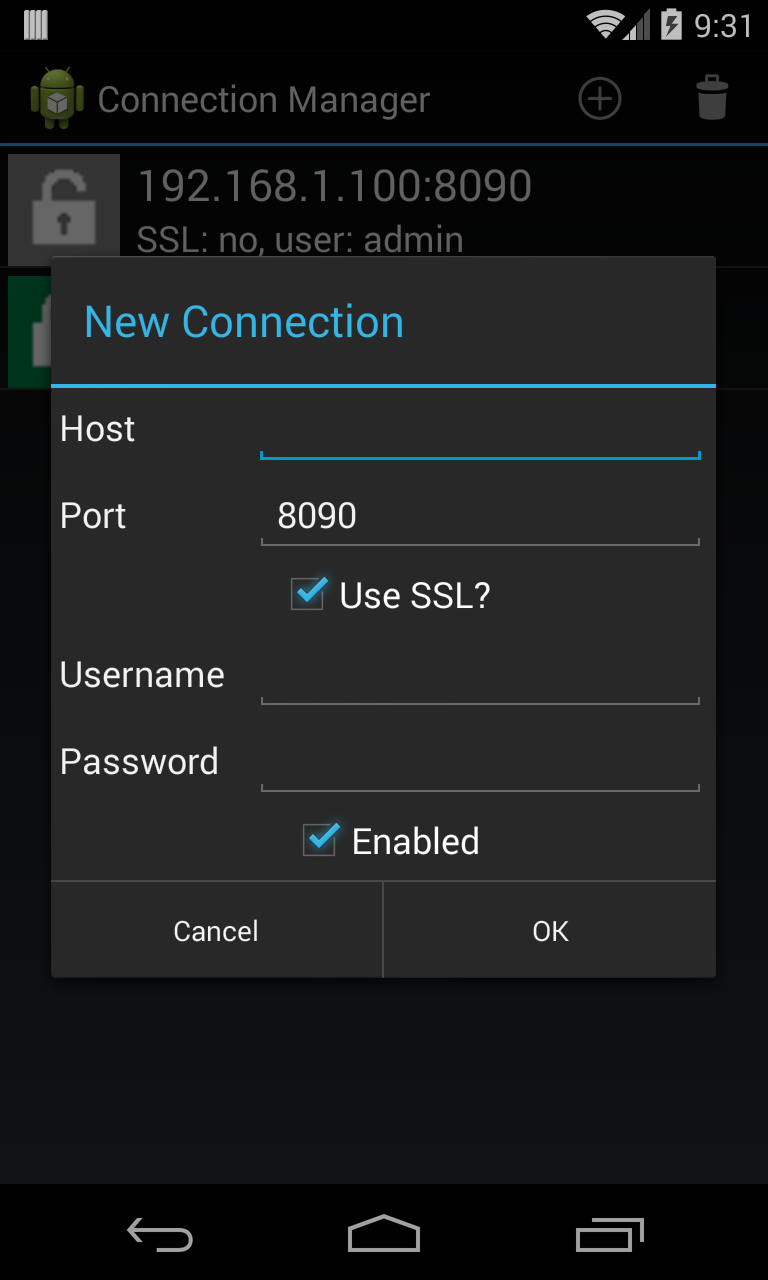 9:31
Connection Manager
192.168.1.100:8090
SSL: no, user: admin
New Connection
Host
Port 8090
Use SSL?
Username
Password
Enabled
Cancel OK